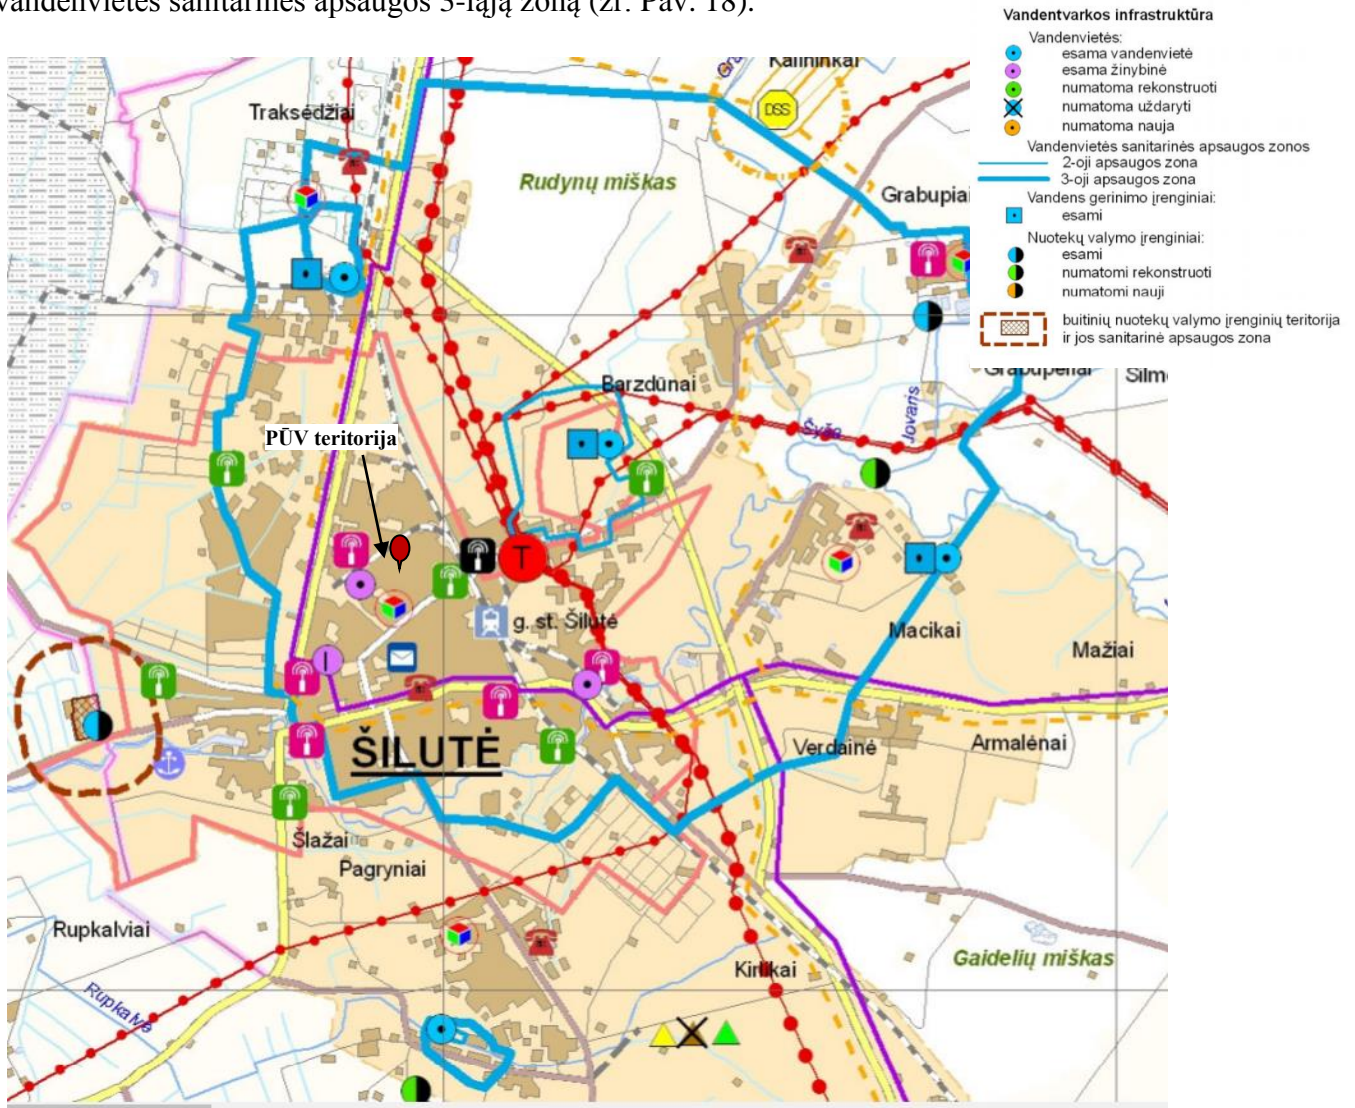 vandenvietės sanitarinės apsaugos 3-iąją zoną (žr. Pav. 18).
Vandentvarkos infrastruktūra
Vandenvietės:
esama vandenvietė
esama žinybinė
numatoma rekonstruoti
numatoma uždaryti
numatoma nauja
Vandenvietės sanitarinės apsaugos zonos
2-oji apsaugos zona
3-oji apsaugos zona
Vandens gerinimo įrenginiai:
esami
Nuotekų valymo įrenginiai:
esami
numatomi rekonstruoti
numatomi nauji
buitinių nuotekų valymo įrenginių teritorija
ir jos sanitarinė apsaugos zona
Kalininkai
DSS
Traksėdžiai
Rudynų miškas
Grabupiai
Grabupėliai
Barzdūnai
Jovaris
Šyša
PŪV teritorija
T
g. st. Šilutė
Macikai
Mažiai
ŠILUTĖ
Verdainė
Armalėnai
Šlažai
Pagryniai
Rupkalviai
Rupkalvė
Kirlikai
Gaidelių miškas